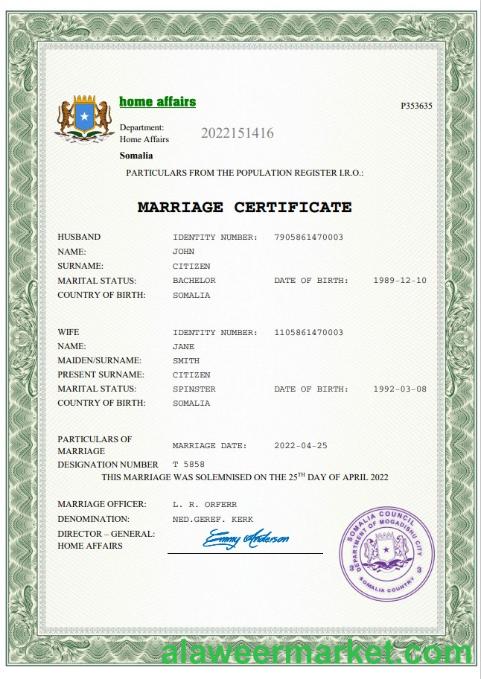 home affairs
P353635
Department:
Home Affairs
2022151416
Somalia
PARTICULARS FROM THE POPULATION REGISTER I.R.O.:
MARRIAGE CERTIFICATE
HUSBAND IDENTITY NUMBER: 7905861470003
NAME: JOHN
SURNAME: CITIZEN
MARITAL STATUS: BACHELOR DATE OF BIRTH: 1989-12-10
COUNTRY OF BIRTH: SOMALIA
WIFE IDENTITY NUMBER: 1105861470003
NAME: JANE
MAIDEN/SURNAME: SMITH
PRESENT SURNAME: CITIZEN
MARITAL STATUS: SPINSTER DATE OF BIRTH: 1992-03-08
COUNTRY OF BIRTH: SOMALIA
PARTICULARS OF
MARRIAGE MARRIAGE DATE: 2022-04-25
DESIGNATION NUMBER T 5858
THIS MARRIAGE WAS SOLEMNISED ON THE 25TH DAY OF APRIL 2022
MARRIAGE OFFICER: L. R. ORFERR
DENOMINATION: NED.GEREF. KERK
DIRECTOR – GENERAL:
HOME AFFAIRS
Emmy Anderson
SOMALIA COUNCIL
DEPARTMENT OF MOGADISHU CITY
SOMALIA COUNTRY
alaweermarket.com